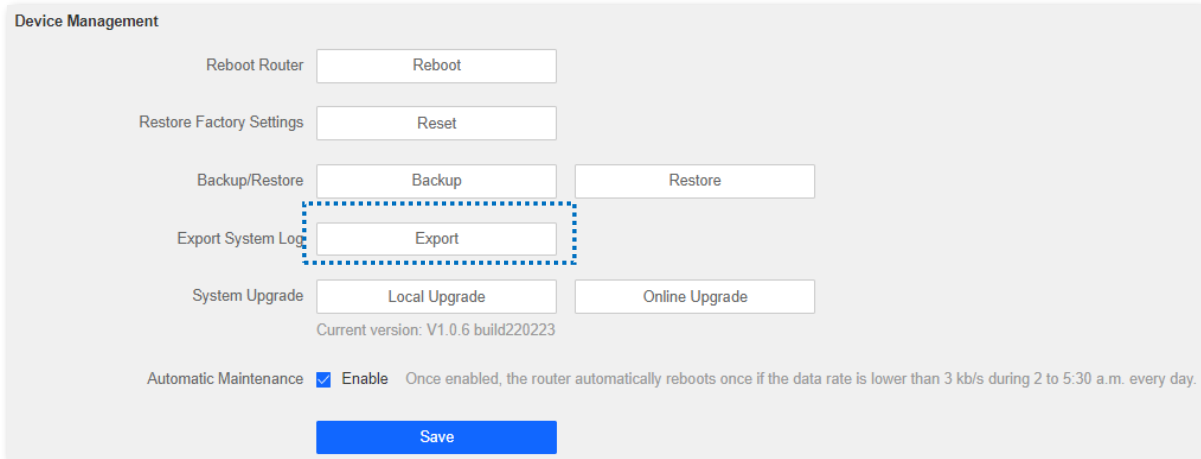 Device Management
Reboot Router Reboot
Restore Factory Settings Reset
Backup/Restore Backup Restore
Export System Log Export
System Upgrade Local Upgrade Online Upgrade
Current version: V1.0.6 build220223
Automatic Maintenance Enable Once enabled, the router automatically reboots once if the data rate is lower than 3 kb/s during 2 to 5:30 a.m. every day.
Save